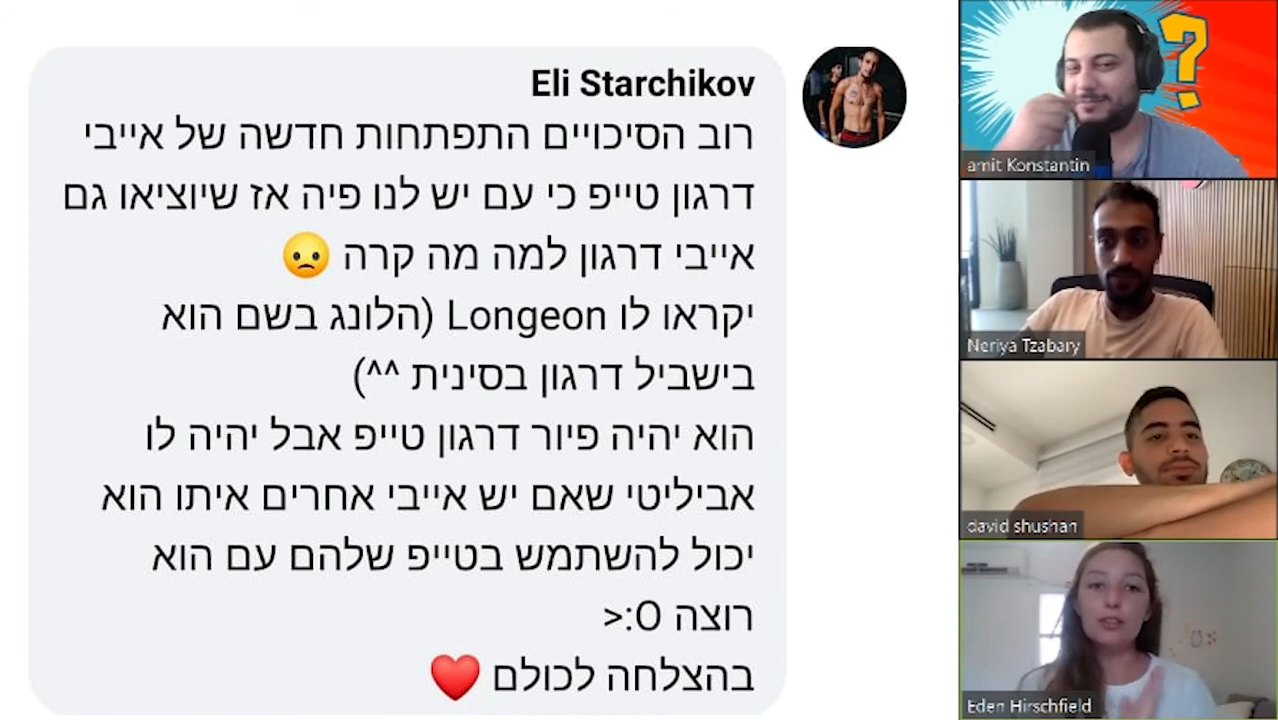 Eli Starchikov
רוב הסיכויים התפתחות חדשה של אייבי
דרגון טייפ כי עם יש לנו פיה אז שיוציאו גם
אייבי דרגון למה מה קרה 🙁
יקראו לו Longeon (הלונג בשם הוא
בישביל דרגון בסינית ^^)
הוא יהיה פיור דרגון טייפ אבל יהיה לו
אביליטי שאם יש אייבי אחרים איתו הוא
יכול להשתמש בטייפ שלהם עם הוא
רוצה O:<
בהצלחה לכולם ❤️
?
amit Konstantin
Neriya Tzabary
david shushan
Eden Hirschfield